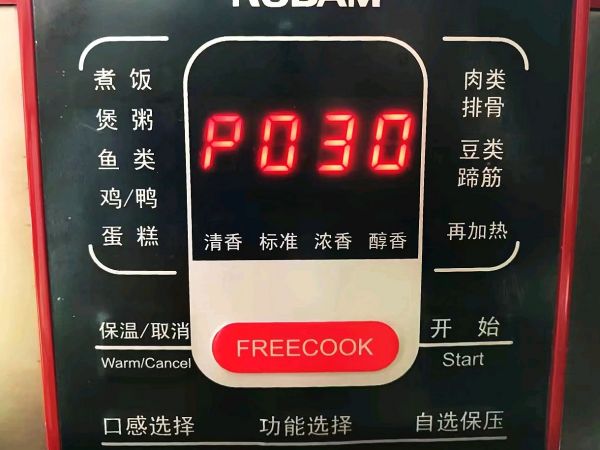 煮 饭
煲 粥
鱼 类
鸡/鸭
蛋 糕
P030
清香 标准 浓香 醇香
肉类
排骨
豆类
蹄筋
再加热
保温/取消
Warm/Cancel
FREECOOK
开 始
Start
口感选择 功能选择 自选保压